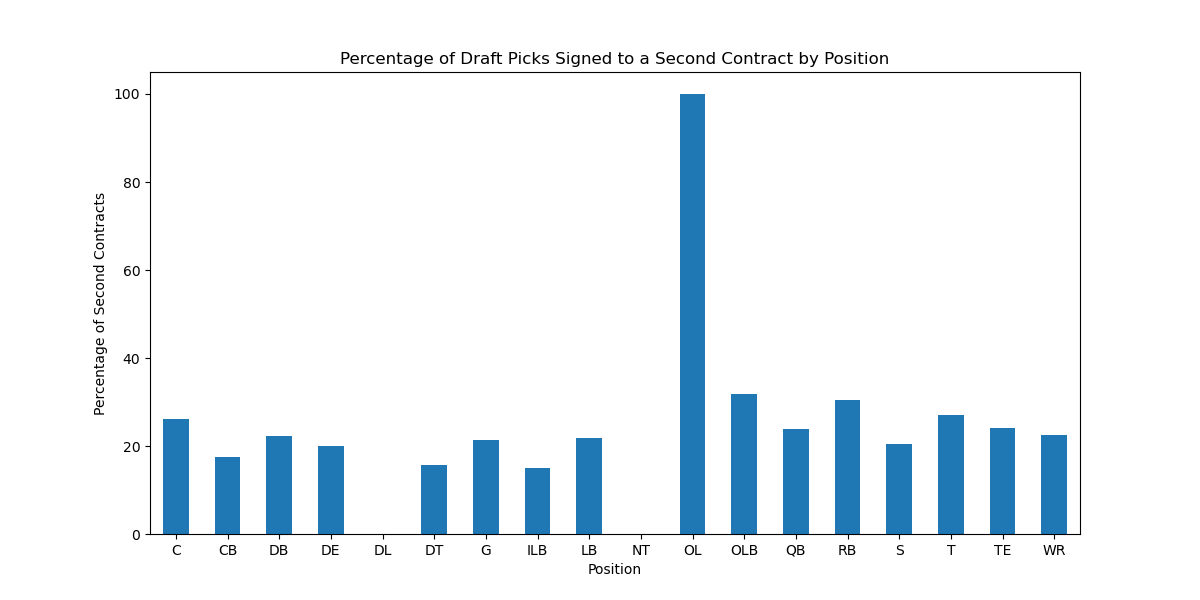 Percentage of Draft Picks Signed to a Second Contract by Position
Percentage of Second Contracts
100
80
60
40
20
0
C CB DB DE DL DT G ILB LB NT OL OLB QB RB S T TE WR
Position